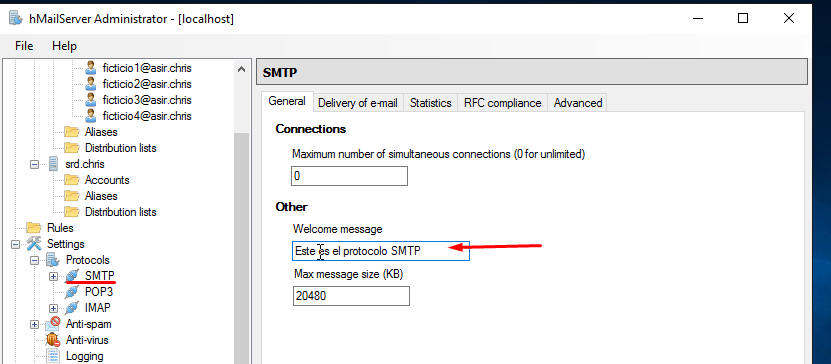 hMailServer Administrator - [localhost]
File Help
ficticio1@asir.chris
ficticio2@asir.chris
ficticio3@asir.chris
ficticio4@asir.chris
Aliases
Distribution lists
srd.chris
Accounts
Aliases
Distribution lists
Rules
Settings
Protocols
SMTP
POP3
IMAP
Anti-spam
Anti-virus
Logging
SMTP
General Delivery of e-mail Statistics RFC compliance Advanced
Connections
Maximum number of simultaneous connections (0 for unlimited)
0
Other
Welcome message
Este es el protocolo SMTP
Max message size (KB)
20480